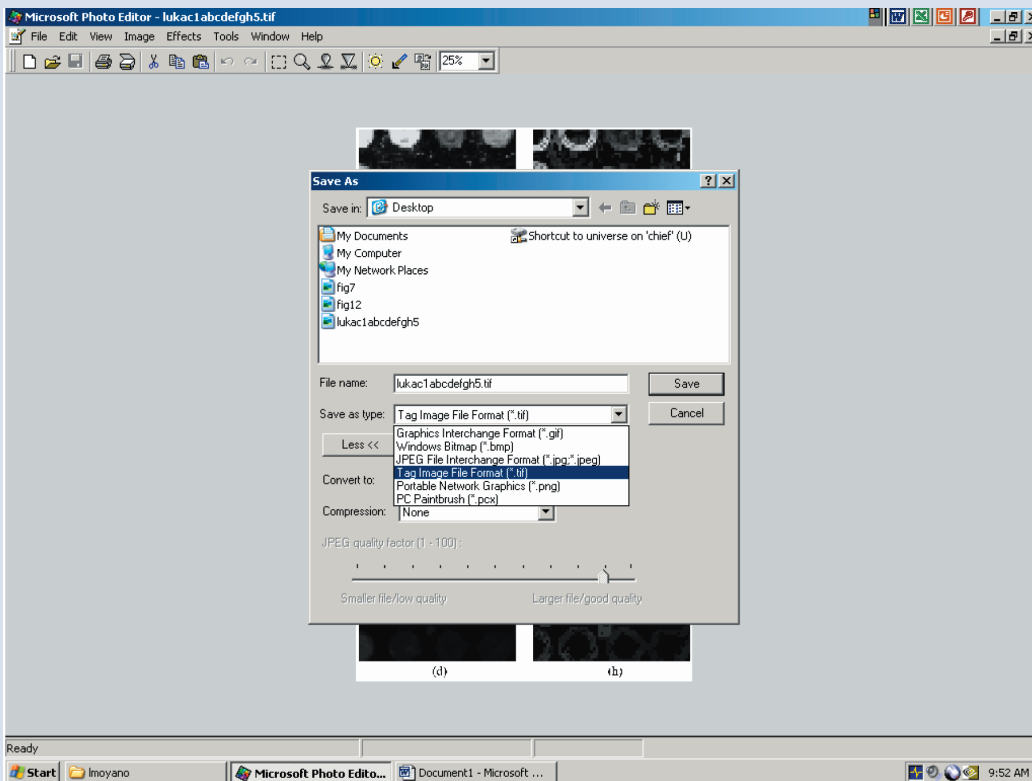 Microsoft Photo Editor - lukac1abcdefgh5.tif
File Edit View Image Effects Tools Window Help
25%
Save As
Save in: Desktop
My Documents
Shortcut to universe on 'chief' (U)
My Computer
My Network Places
fig7
fig12
lukac1abcdefgh5
File name: lukac1abcdefgh5.tif Save
Save as type: Tag Image File Format (*.tif) Cancel
Less <<
Graphics Interchange Format (*.gif)
Windows Bitmap (*.bmp)
JPEG File Interchange Format (*.jpg;*.jpeg)
Tag Image File Format (*.tif)
Portable Network Graphics (*.png)
PC Paintbrush (*.pcx)
Convert to:
Compression: None
JPEG quality factor (1 - 100) :
Smaller file/low quality Larger file/good quality
(d) (h)
Ready
Start lmoyano Microsoft Photo Edito... Document1 - Microsoft ... 9:52 AM